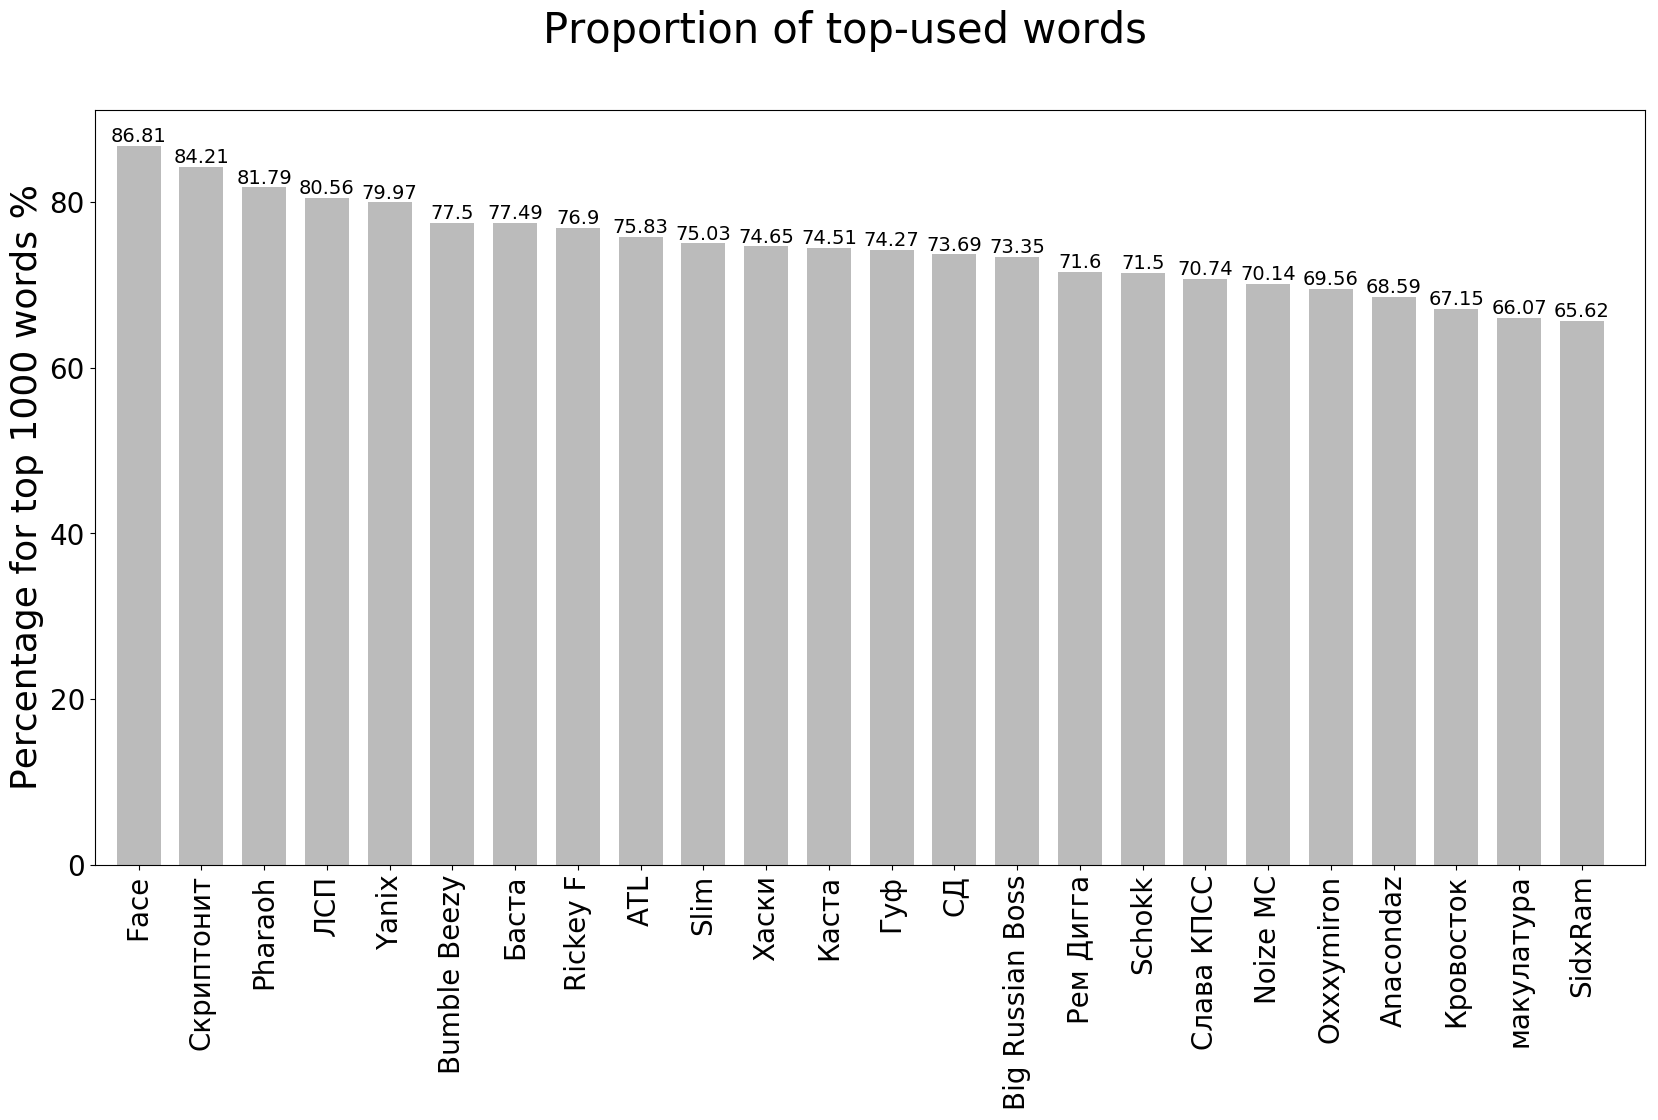 Proportion of top-used words
Percentage for top 1000 words %
80
60
40
20
0
86.81
84.21
81.79
80.56
79.97
77.5
77.49
76.9
75.83
75.03
74.65
74.51
74.27
73.69
73.35
71.6
71.5
70.74
70.14
69.56
68.59
67.15
66.07
65.62
Face
Скриптонит
Pharaoh
ЛСП
Yanix
Bumble Beezy
Баста
Rickey F
ATL
Slim
Хаски
Каста
Гуф
СД
Big Russian Boss
Рем Дигга
Schokk
Слава КПСС
Noize MC
Oxxxymiron
Anacondaz
Кровосток
макулатура
SidxRam